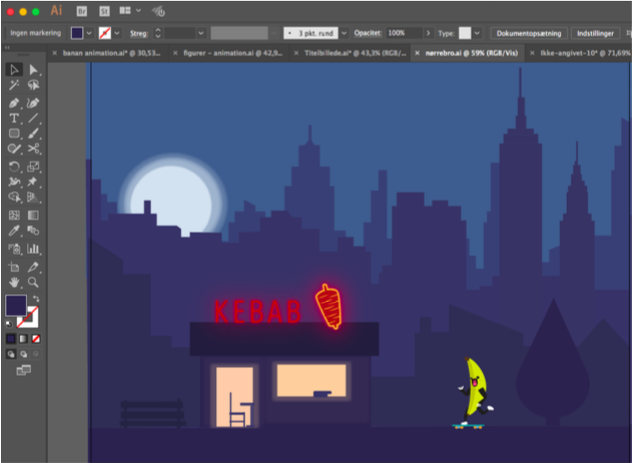 Ai Br St
Ingen markering Streg: 3 pkt. rund Opacitet: 100% Type: Dokumentopsætning Indstillinger
× banan animation.ai* @ 30,53... × figurer - animation.ai @ 42,9... × Titelbillede.ai* @ 43,3% (RGB/... × nørrebro.ai @ 59% (RGB/Vis) × Ikke-angivet-10* @ 71,69%
KEBAB